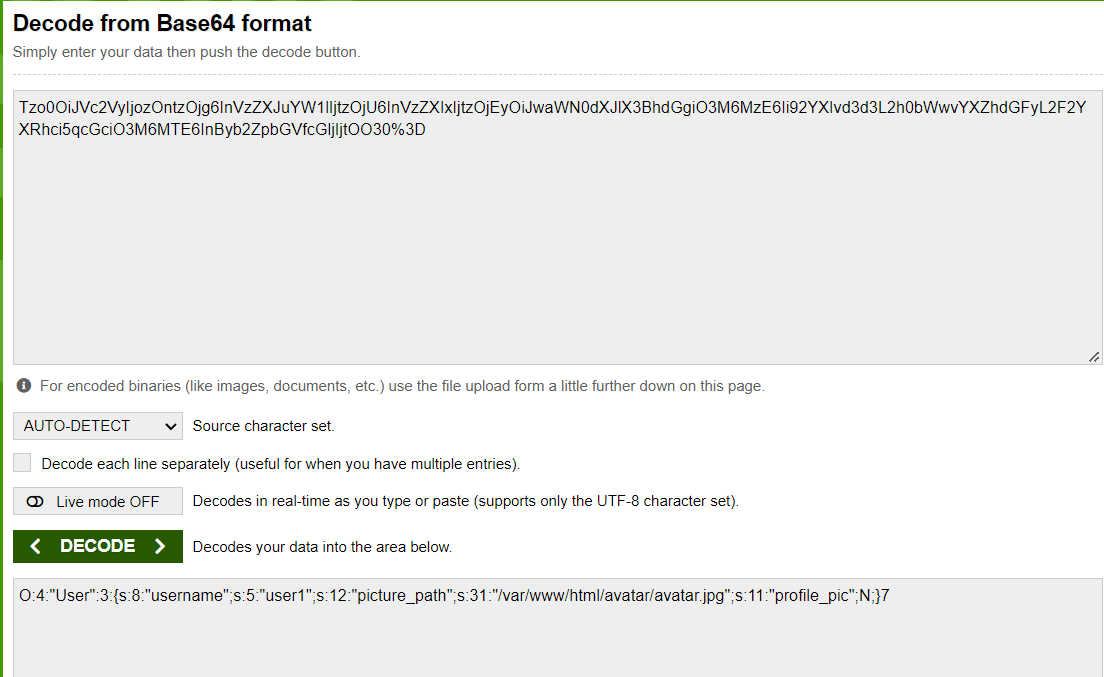 Decode from Base64 format
Simply enter your data then push the decode button.
Tzo0OiJVc2VyIjozOntzOjg6InVzZXJuYW1lIjtzOjU6InVzZXIxIjtzOjEyOiJwaWN0dXJlX3BhdGgiO3M6MzE6Ii92YXIvd3d3L2h0bWwvYXZhdGFyL2F2Y
XRhci5qcGciO3M6MTE6InByb2ZpbGVfcGljIjtOO30%3D
For encoded binaries (like images, documents, etc.) use the file upload form a little further down on this page.
AUTO-DETECT Source character set.
Decode each line separately (useful for when you have multiple entries).
Live mode OFF Decodes in real-time as you type or paste (supports only the UTF-8 character set).
< DECODE > Decodes your data into the area below.
O:4:"User":3:{s:8:"username";s:5:"user1";s:12:"picture_path";s:31:"/var/www/html/avatar/avatar.jpg";s:11:"profile_pic";N;}7